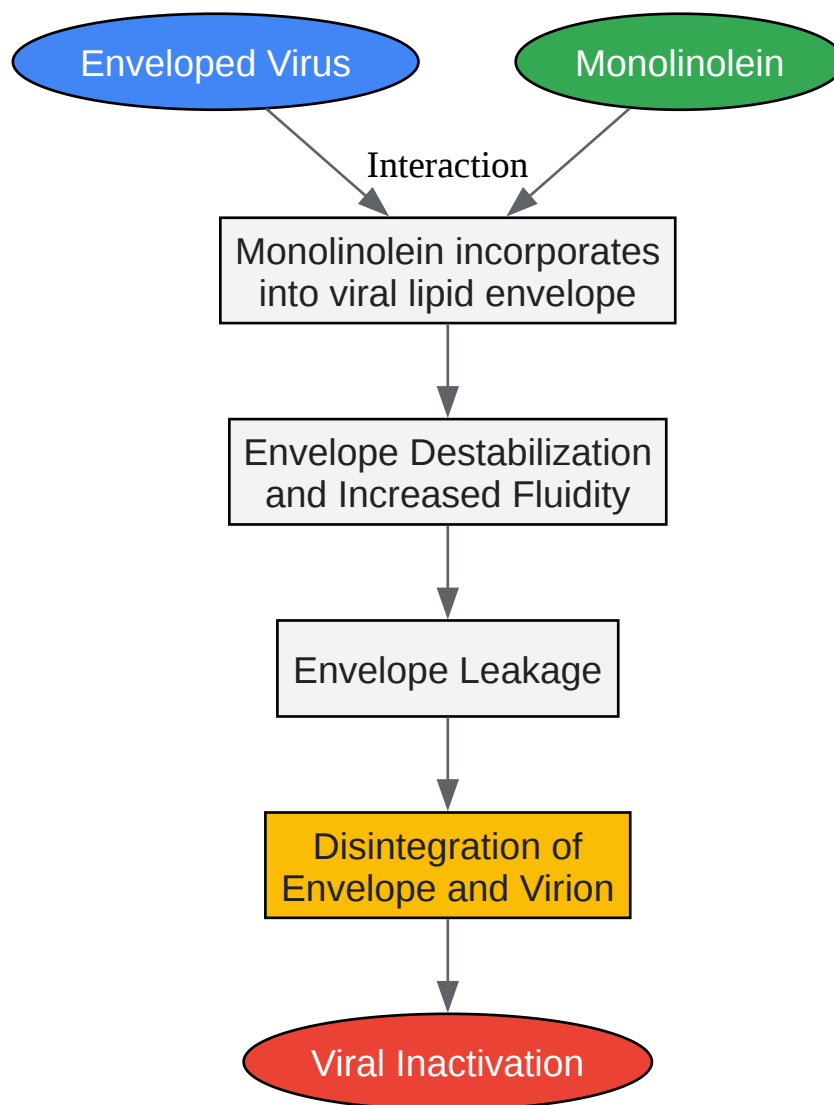 Enveloped Virus
Monolinolein
Interaction
Monolinolein incorporates
into viral lipid envelope
Envelope Destabilization
and Increased Fluidity
Envelope Leakage
Disintegration of
Envelope and Virion
Viral Inactivation